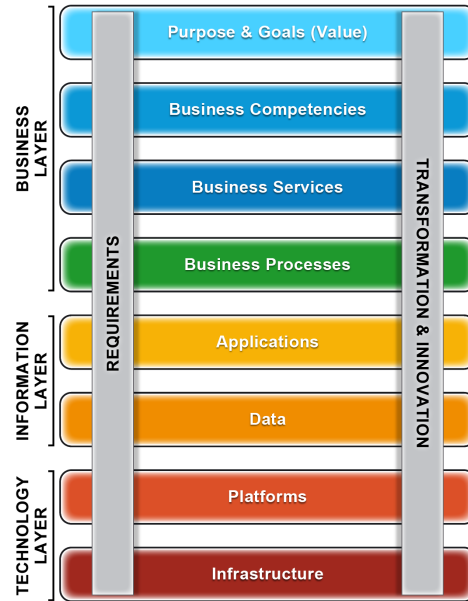 BUSINESS
LAYER
INFORMATION
LAYER
TECHNOLOGY
LAYER
REQUIREMENTS
Purpose & Goals (Value)
Business Competencies
Business Services
Business Processes
Applications
Data
Platforms
Infrastructure
TRANSFORMATION & INNOVATION